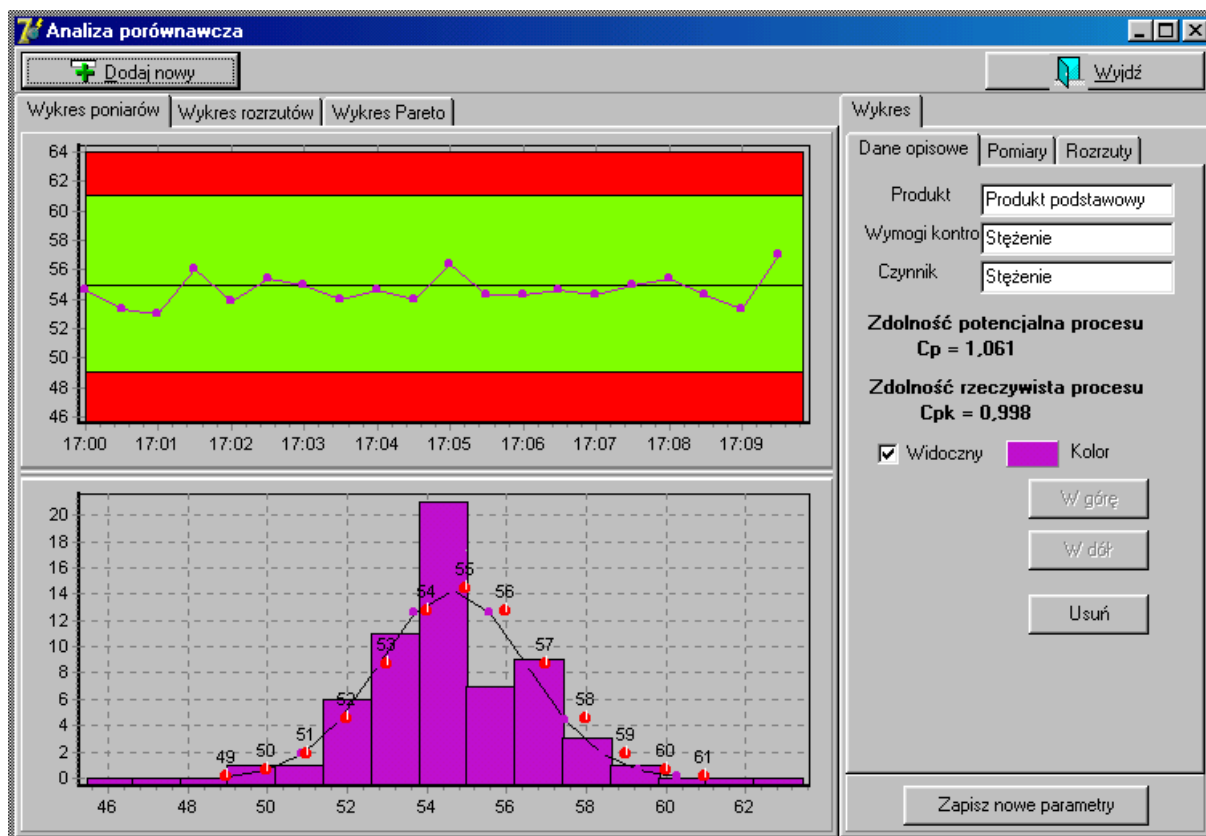 Analiza porównawcza
Dodaj nowy
Wyjdź
Wykres poniarów Wykres rozrzutów Wykres Pareto
64
62
60
58
56
54
52
50
48
46
17:00 17:01 17:02 17:03 17:04 17:05 17:06 17:07 17:08 17:09
20
18
16
14
12
10
8
6
4
2
0
49 50 51 52 53 54 55 56 57 58 59 60 61
46 48 50 52 54 56 58 60 62
Wykres
Dane opisowe Pomiary Rozrzuty
Produkt Produkt podstawowy
Wymogi kontro Stężenie
Czynnik Stężenie
Zdolność potencjalna procesu
Cp = 1,061
Zdolność rzeczywista procesu
Cpk = 0,998
Widoczny Kolor
W górę
W dół
Usuń
Zapisz nowe parametry